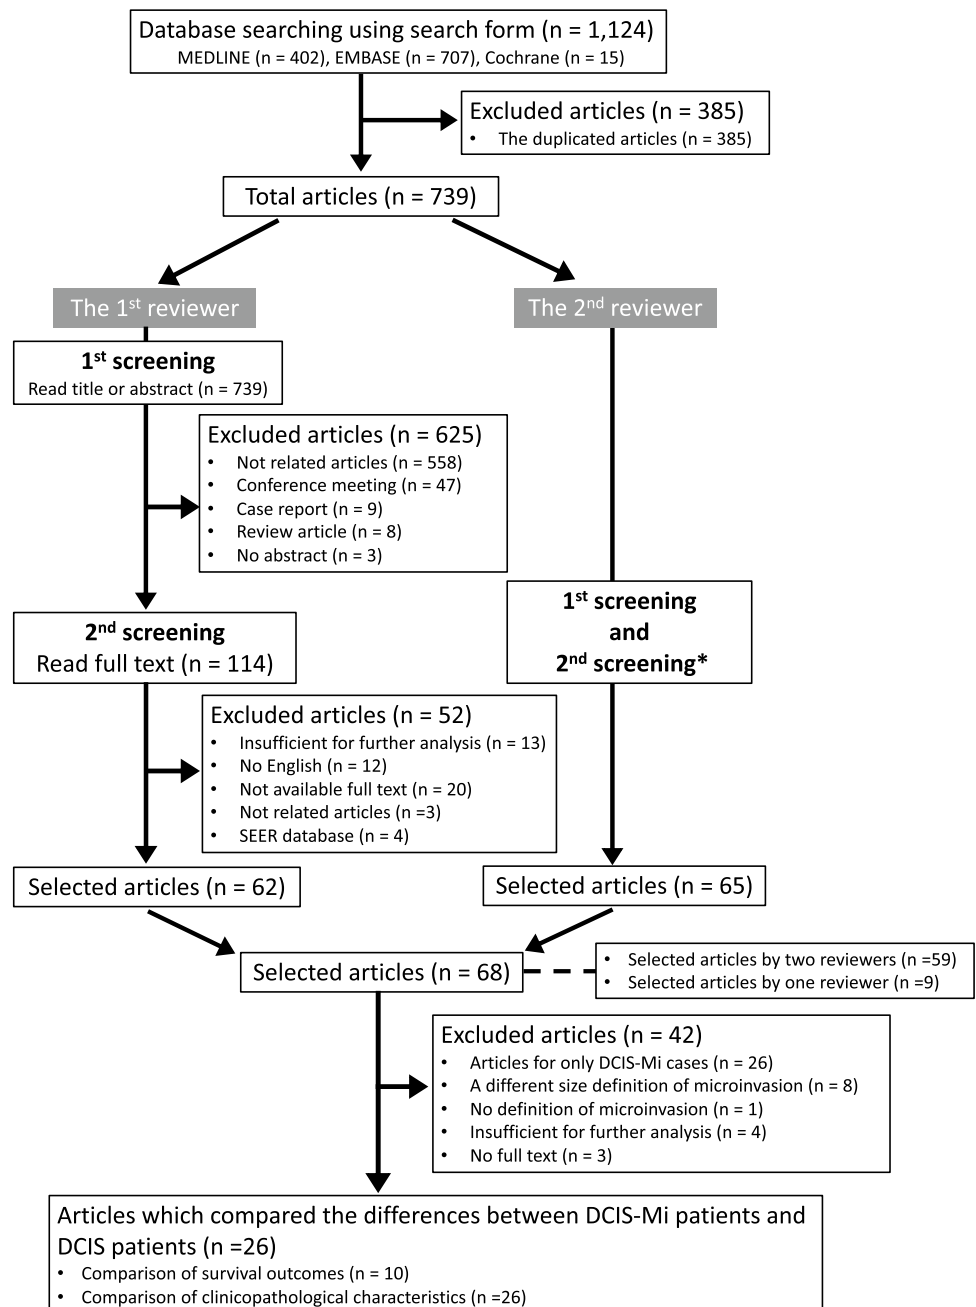 Database searching using search form (n = 1,124)
MEDLINE (n = 402), EMBASE (n = 707), Cochrane (n = 15)
Excluded articles (n = 385)
• The duplicated articles (n = 385)
Total articles (n = 739)
The 1st reviewer
The 2nd reviewer
1st screening
Read title or abstract (n = 739)
Excluded articles (n = 625)
• Not related articles (n = 558)
• Conference meeting (n = 47)
• Case report (n = 9)
• Review article (n = 8)
• No abstract (n = 3)
2nd screening
Read full text (n = 114)
1st screening
and
2nd screening*
Excluded articles (n = 52)
• Insufficient for further analysis (n = 13)
• No English (n = 12)
• Not available full text (n = 20)
• Not related articles (n =3)
• SEER database (n = 4)
Selected articles (n = 62)
Selected articles (n = 65)
Selected articles (n = 68)
• Selected articles by two reviewers (n =59)
• Selected articles by one reviewer (n =9)
Excluded articles (n = 42)
• Articles for only DCIS-Mi cases (n = 26)
• A different size definition of microinvasion (n = 8)
• No definition of microinvasion (n = 1)
• Insufficient for further analysis (n = 4)
• No full text (n = 3)
Articles which compared the differences between DCIS-Mi patients and
DCIS patients (n =26)
• Comparison of survival outcomes (n = 10)
• Comparison of clinicopathological characteristics (n =26)